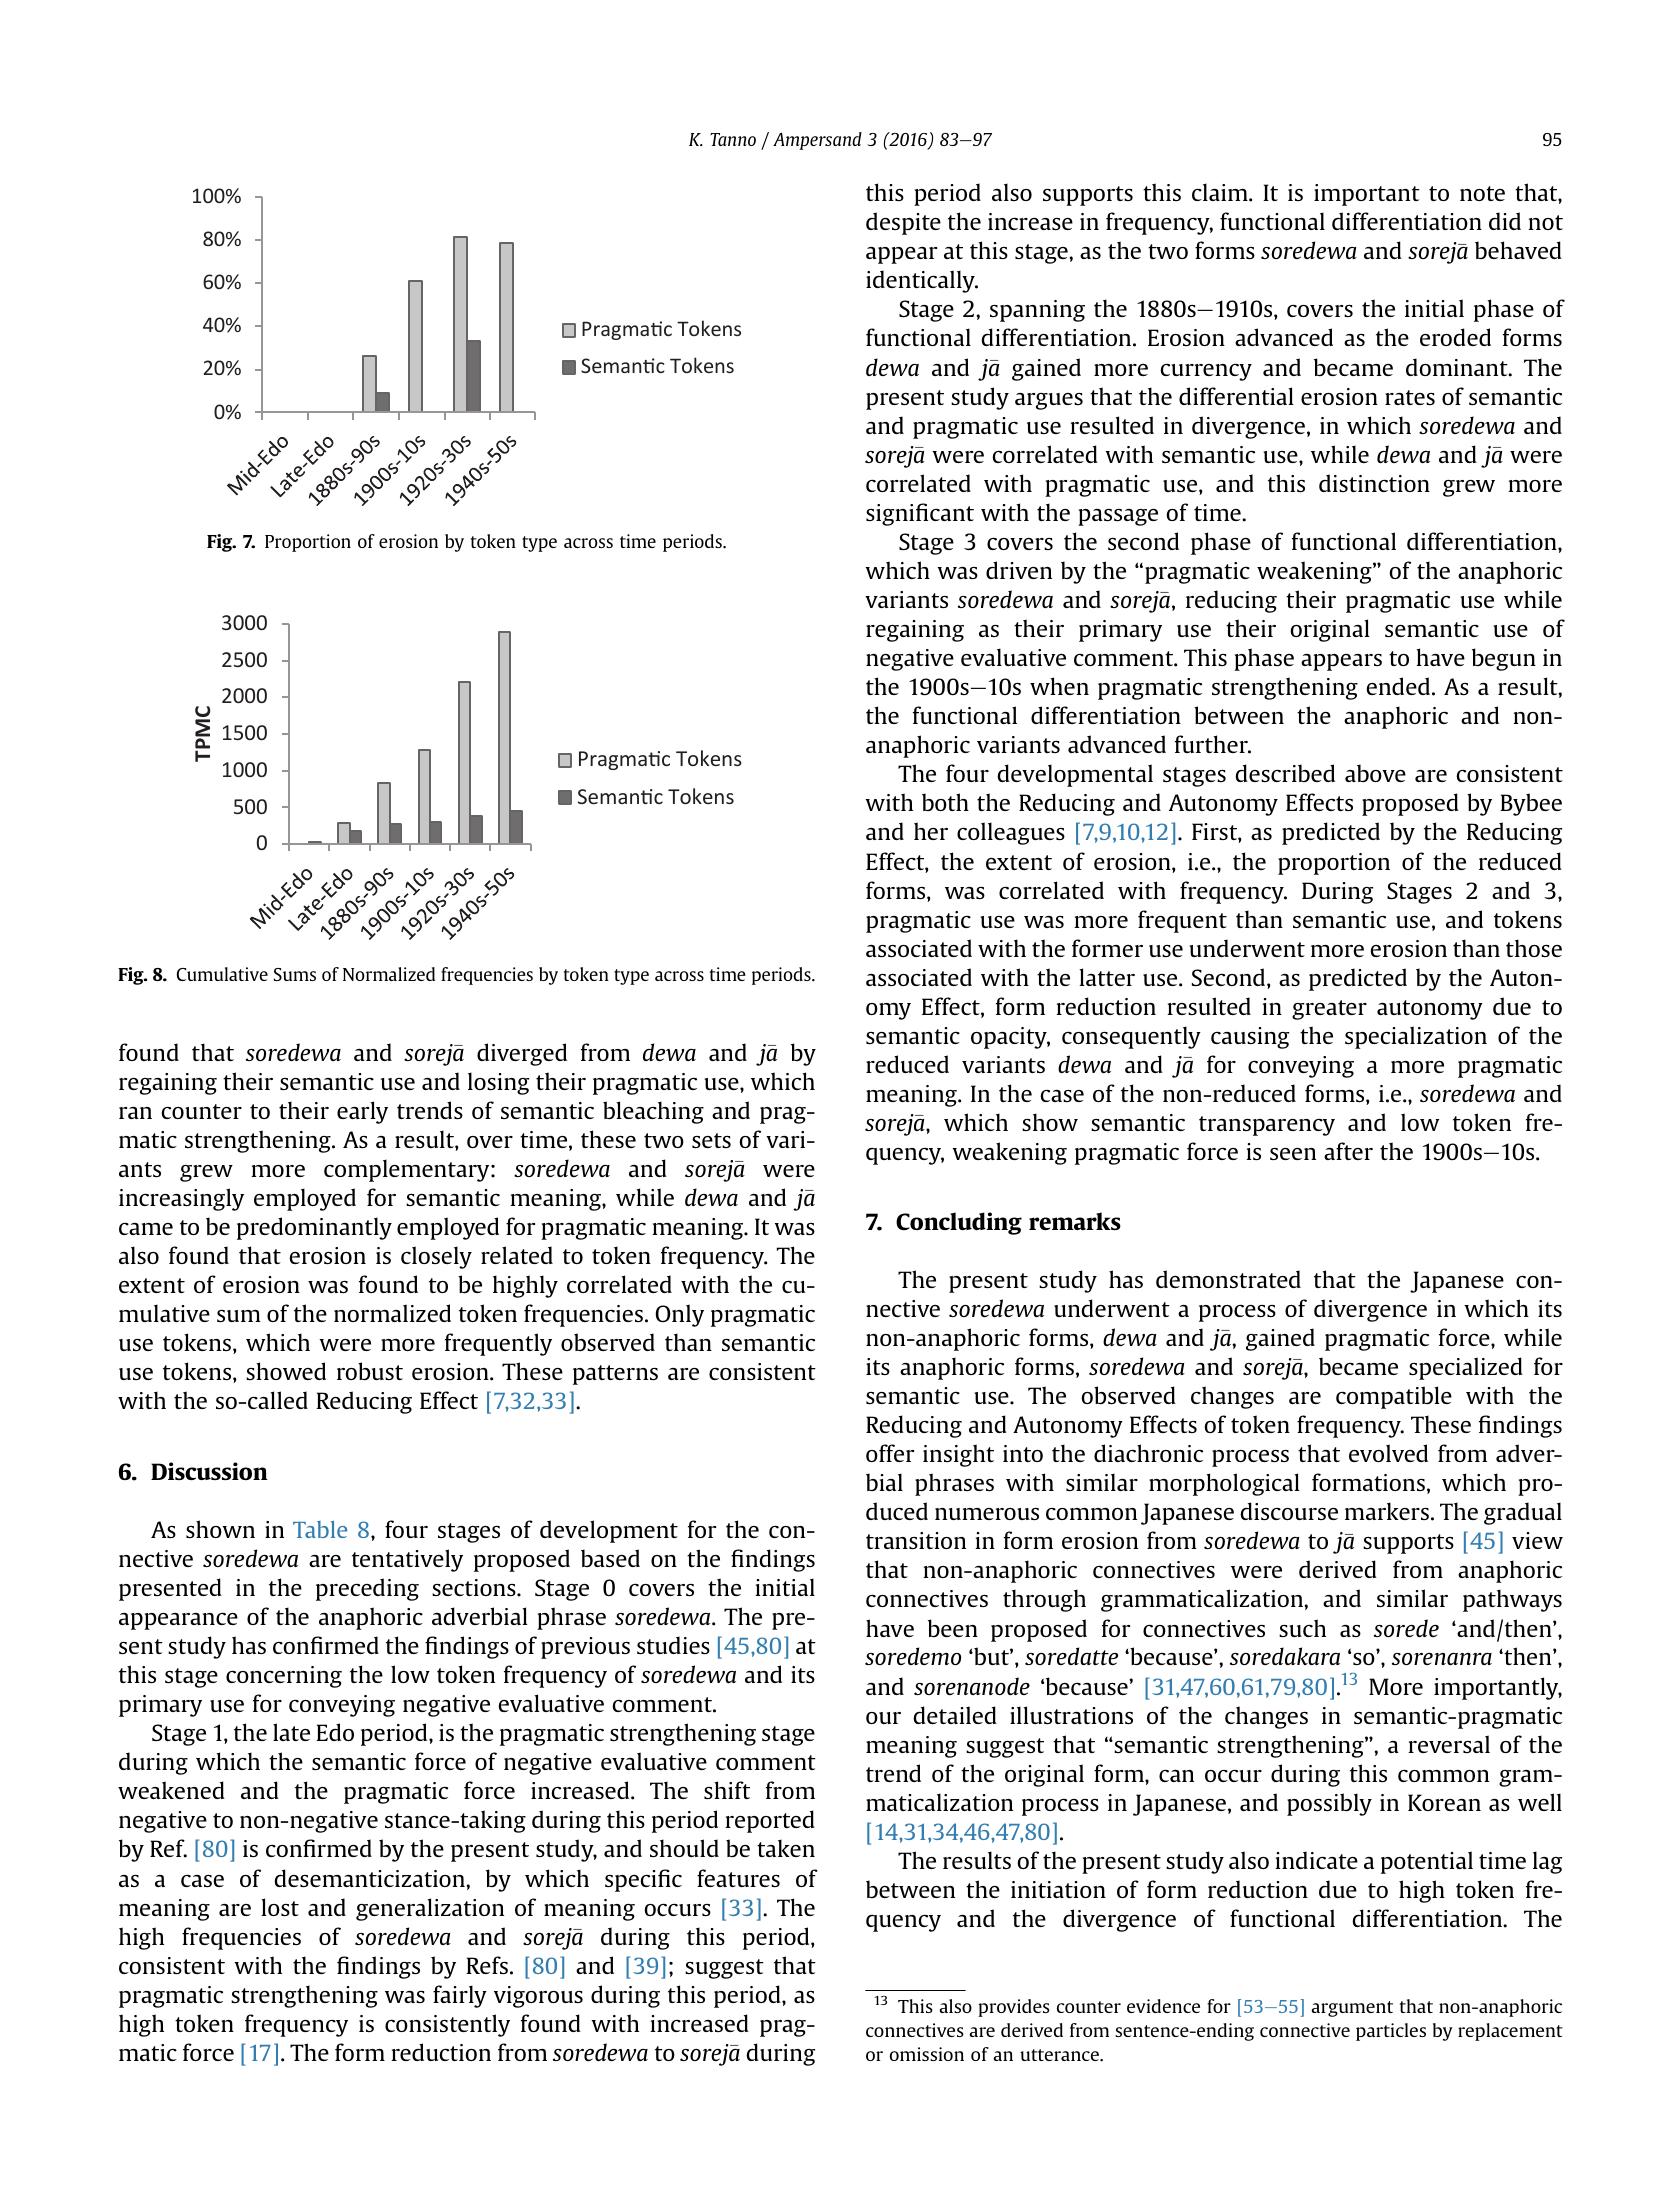 K. Tanno / Ampersand 3 (2016) 83–97
95
100%
80%
60%
40%
20%
0%
Mid-Edo
Late-Edo
1880s-90s
1900s-10s
1920s-30s
1940s-50s
Pragmatic Tokens
Semantic Tokens
Fig. 7. Proportion of erosion by token type across time periods.
TPMC
3000
2500
2000
1500
1000
500
0
Mid-Edo
Late-Edo
1880s-90s
1900s-10s
1920s-30s
1940s-50s
Pragmatic Tokens
Semantic Tokens
Fig. 8. Cumulative Sums of Normalized frequencies by token type across time periods.
found that soredewa and sorejā diverged from dewa and jā by
regaining their semantic use and losing their pragmatic use, which
ran counter to their early trends of semantic bleaching and prag-
matic strengthening. As a result, over time, these two sets of vari-
ants grew more complementary: soredewa and sorejā were
increasingly employed for semantic meaning, while dewa and jā
came to be predominantly employed for pragmatic meaning. It was
also found that erosion is closely related to token frequency. The
extent of erosion was found to be highly correlated with the cu-
mulative sum of the normalized token frequencies. Only pragmatic
use tokens, which were more frequently observed than semantic
use tokens, showed robust erosion. These patterns are consistent
with the so-called Reducing Effect [7,32,33].
6. Discussion
As shown in Table 8, four stages of development for the con-
nective soredewa are tentatively proposed based on the findings
presented in the preceding sections. Stage 0 covers the initial
appearance of the anaphoric adverbial phrase soredewa. The pre-
sent study has confirmed the findings of previous studies [45,80] at
this stage concerning the low token frequency of soredewa and its
primary use for conveying negative evaluative comment.
Stage 1, the late Edo period, is the pragmatic strengthening stage
during which the semantic force of negative evaluative comment
weakened and the pragmatic force increased. The shift from
negative to non-negative stance-taking during this period reported
by Ref. [80] is confirmed by the present study, and should be taken
as a case of desemanticization, by which specific features of
meaning are lost and generalization of meaning occurs [33]. The
high frequencies of soredewa and sorejā during this period,
consistent with the findings by Refs. [80] and [39]; suggest that
pragmatic strengthening was fairly vigorous during this period, as
high token frequency is consistently found with increased prag-
matic force [17]. The form reduction from soredewa to sorejā during
this period also supports this claim. It is important to note that,
despite the increase in frequency, functional differentiation did not
appear at this stage, as the two forms soredewa and sorejā behaved
identically.
Stage 2, spanning the 1880s–1910s, covers the initial phase of
functional differentiation. Erosion advanced as the eroded forms
dewa and jā gained more currency and became dominant. The
present study argues that the differential erosion rates of semantic
and pragmatic use resulted in divergence, in which soredewa and
sorejā were correlated with semantic use, while dewa and jā were
correlated with pragmatic use, and this distinction grew more
significant with the passage of time.
Stage 3 covers the second phase of functional differentiation,
which was driven by the “pragmatic weakening” of the anaphoric
variants soredewa and sorejā, reducing their pragmatic use while
regaining as their primary use their original semantic use of
negative evaluative comment. This phase appears to have begun in
the 1900s–10s when pragmatic strengthening ended. As a result,
the functional differentiation between the anaphoric and non-
anaphoric variants advanced further.
The four developmental stages described above are consistent
with both the Reducing and Autonomy Effects proposed by Bybee
and her colleagues [7,9,10,12]. First, as predicted by the Reducing
Effect, the extent of erosion, i.e., the proportion of the reduced
forms, was correlated with frequency. During Stages 2 and 3,
pragmatic use was more frequent than semantic use, and tokens
associated with the former use underwent more erosion than those
associated with the latter use. Second, as predicted by the Auton-
omy Effect, form reduction resulted in greater autonomy due to
semantic opacity, consequently causing the specialization of the
reduced variants dewa and jā for conveying a more pragmatic
meaning. In the case of the non-reduced forms, i.e., soredewa and
sorejā, which show semantic transparency and low token fre-
quency, weakening pragmatic force is seen after the 1900s–10s.
7. Concluding remarks
The present study has demonstrated that the Japanese con-
nective soredewa underwent a process of divergence in which its
non-anaphoric forms, dewa and jā, gained pragmatic force, while
its anaphoric forms, soredewa and sorejā, became specialized for
semantic use. The observed changes are compatible with the
Reducing and Autonomy Effects of token frequency. These findings
offer insight into the diachronic process that evolved from adver-
bial phrases with similar morphological formations, which pro-
duced numerous common Japanese discourse markers. The gradual
transition in form erosion from soredewa to jā supports [45] view
that non-anaphoric connectives were derived from anaphoric
connectives through grammaticalization, and similar pathways
have been proposed for connectives such as sorede ‘and/then’,
soredemo ‘but’, soredatte ‘because’, soredakara ‘so’, sorenanra ‘then’,
and sorenanode ‘because’ [31,47,60,61,79,80].13 More importantly,
our detailed illustrations of the changes in semantic-pragmatic
meaning suggest that “semantic strengthening”, a reversal of the
trend of the original form, can occur during this common gram-
maticalization process in Japanese, and possibly in Korean as well
[14,31,34,46,47,80].
The results of the present study also indicate a potential time lag
between the initiation of form reduction due to high token fre-
quency and the divergence of functional differentiation. The
13 This also provides counter evidence for [53–55] argument that non-anaphoric
connectives are derived from sentence-ending connective particles by replacement
or omission of an utterance.